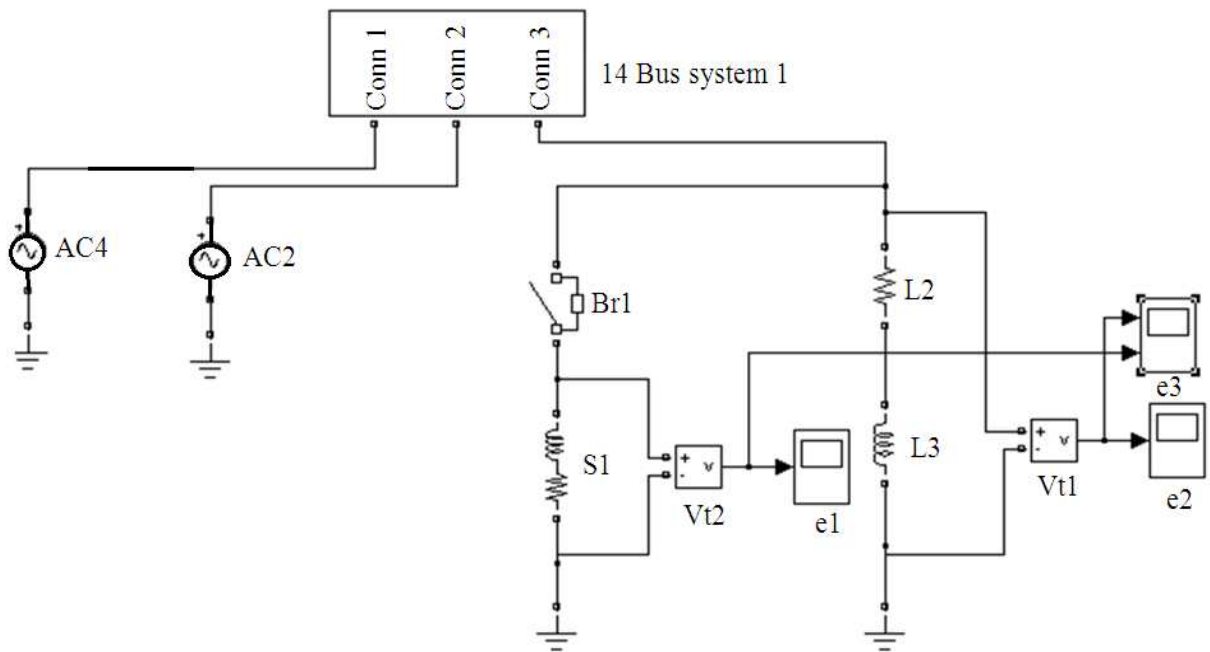 Conn 1
Conn 2
Conn 3
14 Bus system 1
+
AC4
+
AC2
Br1
L2
e3
S1
+
-
v
Vt2
e1
L3
+
-
v
Vt1
e2